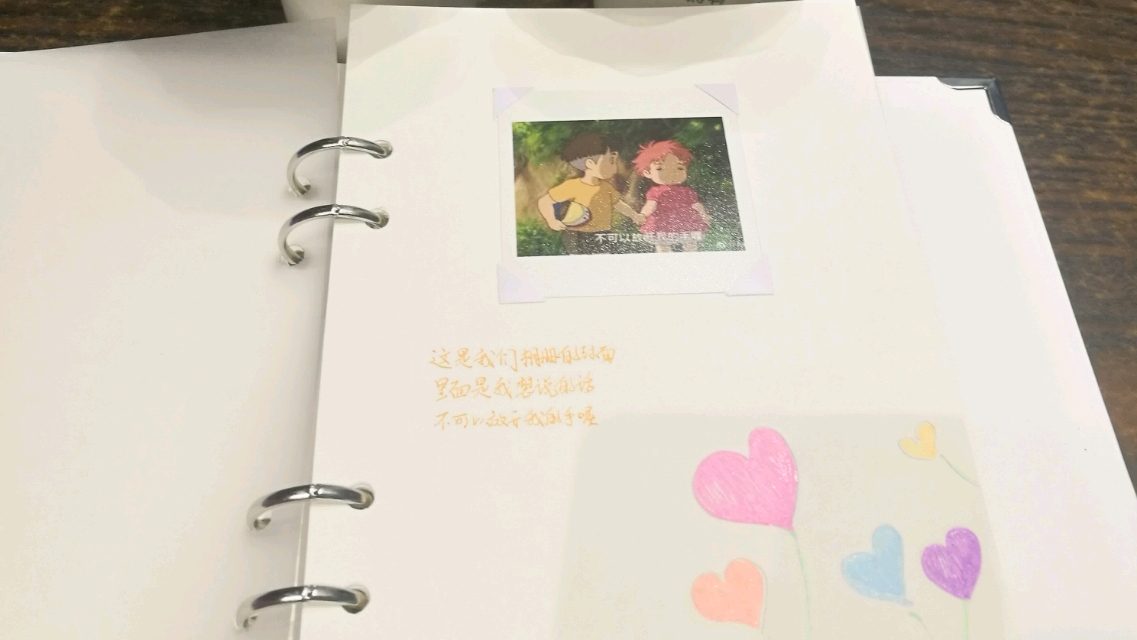 不可以放开我的手喔
这是我们相册的封面
里面是我想说的话
不可以放开我的手喔